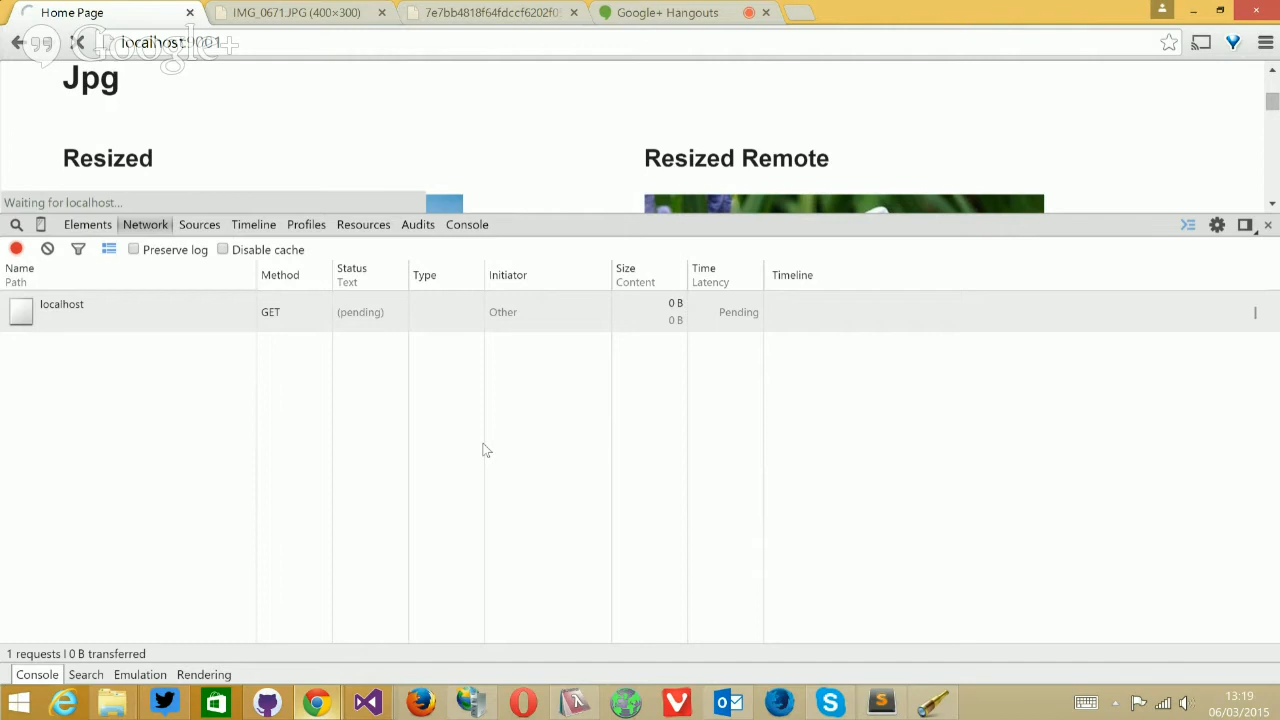 Home Page
IMG_0671.JPG (400×300)
7e7bb4818f64fdccf6202f0
Google+ Hangouts
Google+
localhost:9001
Jpg
Resized
Resized Remote
Waiting for localhost...
Elements Network Sources Timeline Profiles Resources Audits Console
Preserve log Disable cache
Name Method Status Type Initiator Size Time Timeline
Path Text Content Latency
localhost GET (pending) Other 0 B Pending
0 B
1 requests | 0 B transferred
Console Search Emulation Rendering
13:19
06/03/2015